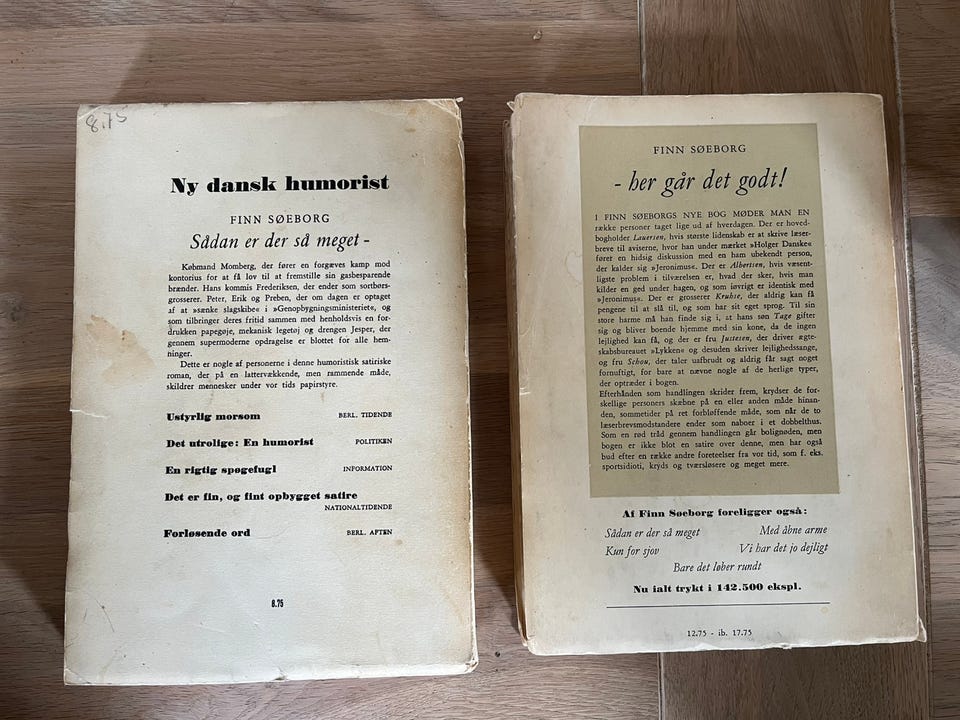 8.75
Ny dansk humorist
FINN SØEBORG
Sådan er der så meget -
Købmand Momberg, der fører en forgæves kamp mod
kontorius for at få lov til at fremstille sin gasbesparende
brænder. Hans kommis Frederiksen, der ender som sortbørs-
grosserer. Peter, Erik og Preben, der om dagen er optaget
af at »sænke slagskibe« i »Genopbygningsministeriet«, og
som tilbringer deres fritid sammen med henholdsvis en for-
drukken papegøje, mekanisk legetøj og drengen Jesper, der
gennem supermoderne opdragelse er blottet for alle hem-
ninger.
Dette er nogle af personerne i denne humoristisk satiriske
roman, der på en lattervækkende, men rammende måde,
skildrer mennesker under vor tids papirstyre.
Ustyrlig morsom BERL. TIDENDE
Det utrolige: En humorist POLITIKEN
En rigtig spøgefugl INFORMATION
Det er fin, og fint opbygget satire
NATIONALTIDENDE
Forløsende ord BERL. AFTEN
8.75
FINN SØEBORG
- her går det godt!
I FINN SØEBORGS NYE BOG MØDER MAN EN
række personer taget lige ud af hverdagen. Der er hoved-
bogholder Lauersen, hvis største lidenskab er at skrive læser-
breve til aviserne, hvor han under mærket »Holger Danske«
fører en hidsig diskussion med en ham ubekendt person,
der kalder sig »Jeronimus«. Der er Albertsen, hvis væsent-
ligste problem i tilværelsen er, hvad der sker, hvis man
kilder en ged under hagen, og som iøvrigt er identisk med
»Jeronimus«. Der er grosserer Kruhse, der aldrig kan få
pengene til at slå til, og som har sit eget sprog. Til sin
store harme må han finde sig i, at hans søn Tage gifter
sig og bliver boende hjemme med sin kone, da de ingen
lejlighed kan få, og der er fru Justesen, der driver ægte-
skabsbureauet »Lykken« og desuden skriver lejlighedssange,
og fru Schou, der taler uafbrudt og aldrig får sagt noget
fornuftigt, for bare at nævne nogle af de herlige typer,
der optræder i bogen.
Efterhånden som handlingen skrider frem, krydser de for-
skellige personers skæbne på en eller anden måde hinan-
den, sommetider på ret forbløffende måde, som når de to
læserbrevsmodstandere ender som naboer i et dobbelthus.
Som en rød tråd gennem handlingen går bolignøden, men
bogen er ikke blot en satire over denne, men har også
bud efter en række andre foreteelser fra vor tid, som f. eks.
sportsidioti, kryds og tværsløsere og meget mere.
Af Finn Søeborg foreligger også:
Sådan er der så meget Med åbne arme
Kun for sjov Vi har det jo dejligt
Bare det løber rundt
Nu ialt trykt i 142.500 ekspl.
12.75 - ib. 17.75